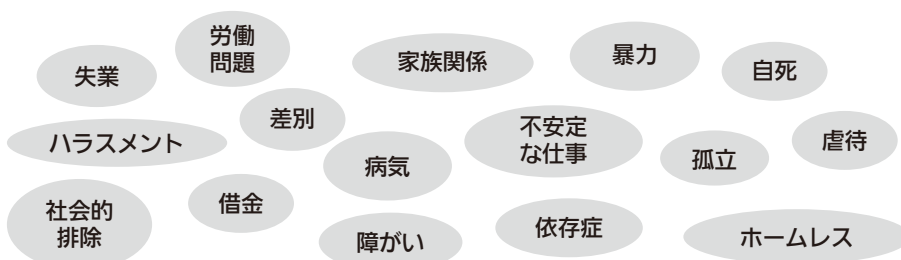 失業
労働
問題
家族関係
暴力
自死
ハラスメント
差別
病気
不安定
な仕事
孤立
虐待
社会的
排除
借金
障がい
依存症
ホームレス